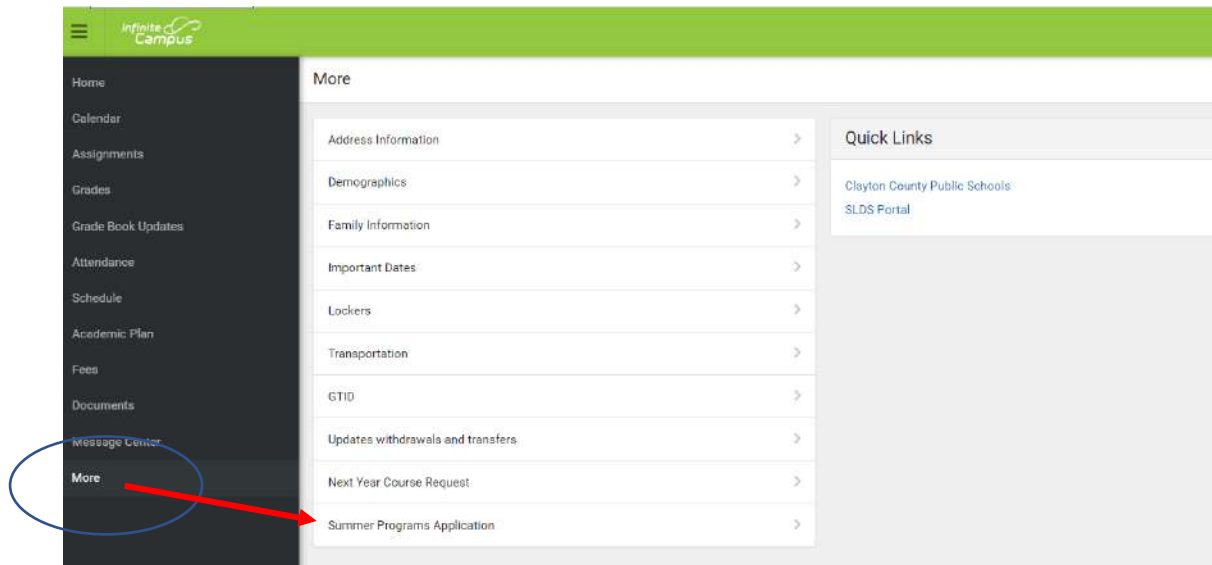 Infinite
Campus
Home
Calendar
Assignments
Grades
Grade Book Updates
Attendance
Schedule
Academic Plan
Fees
Documents
Message Center
More
More
Address Information
Demographics
Family Information
Important Dates
Lockers
Transportation
GTID
Updates withdrawals and transfers
Next Year Course Request
Summer Programs Application
Quick Links
Clayton County Public Schools
SLDS Portal